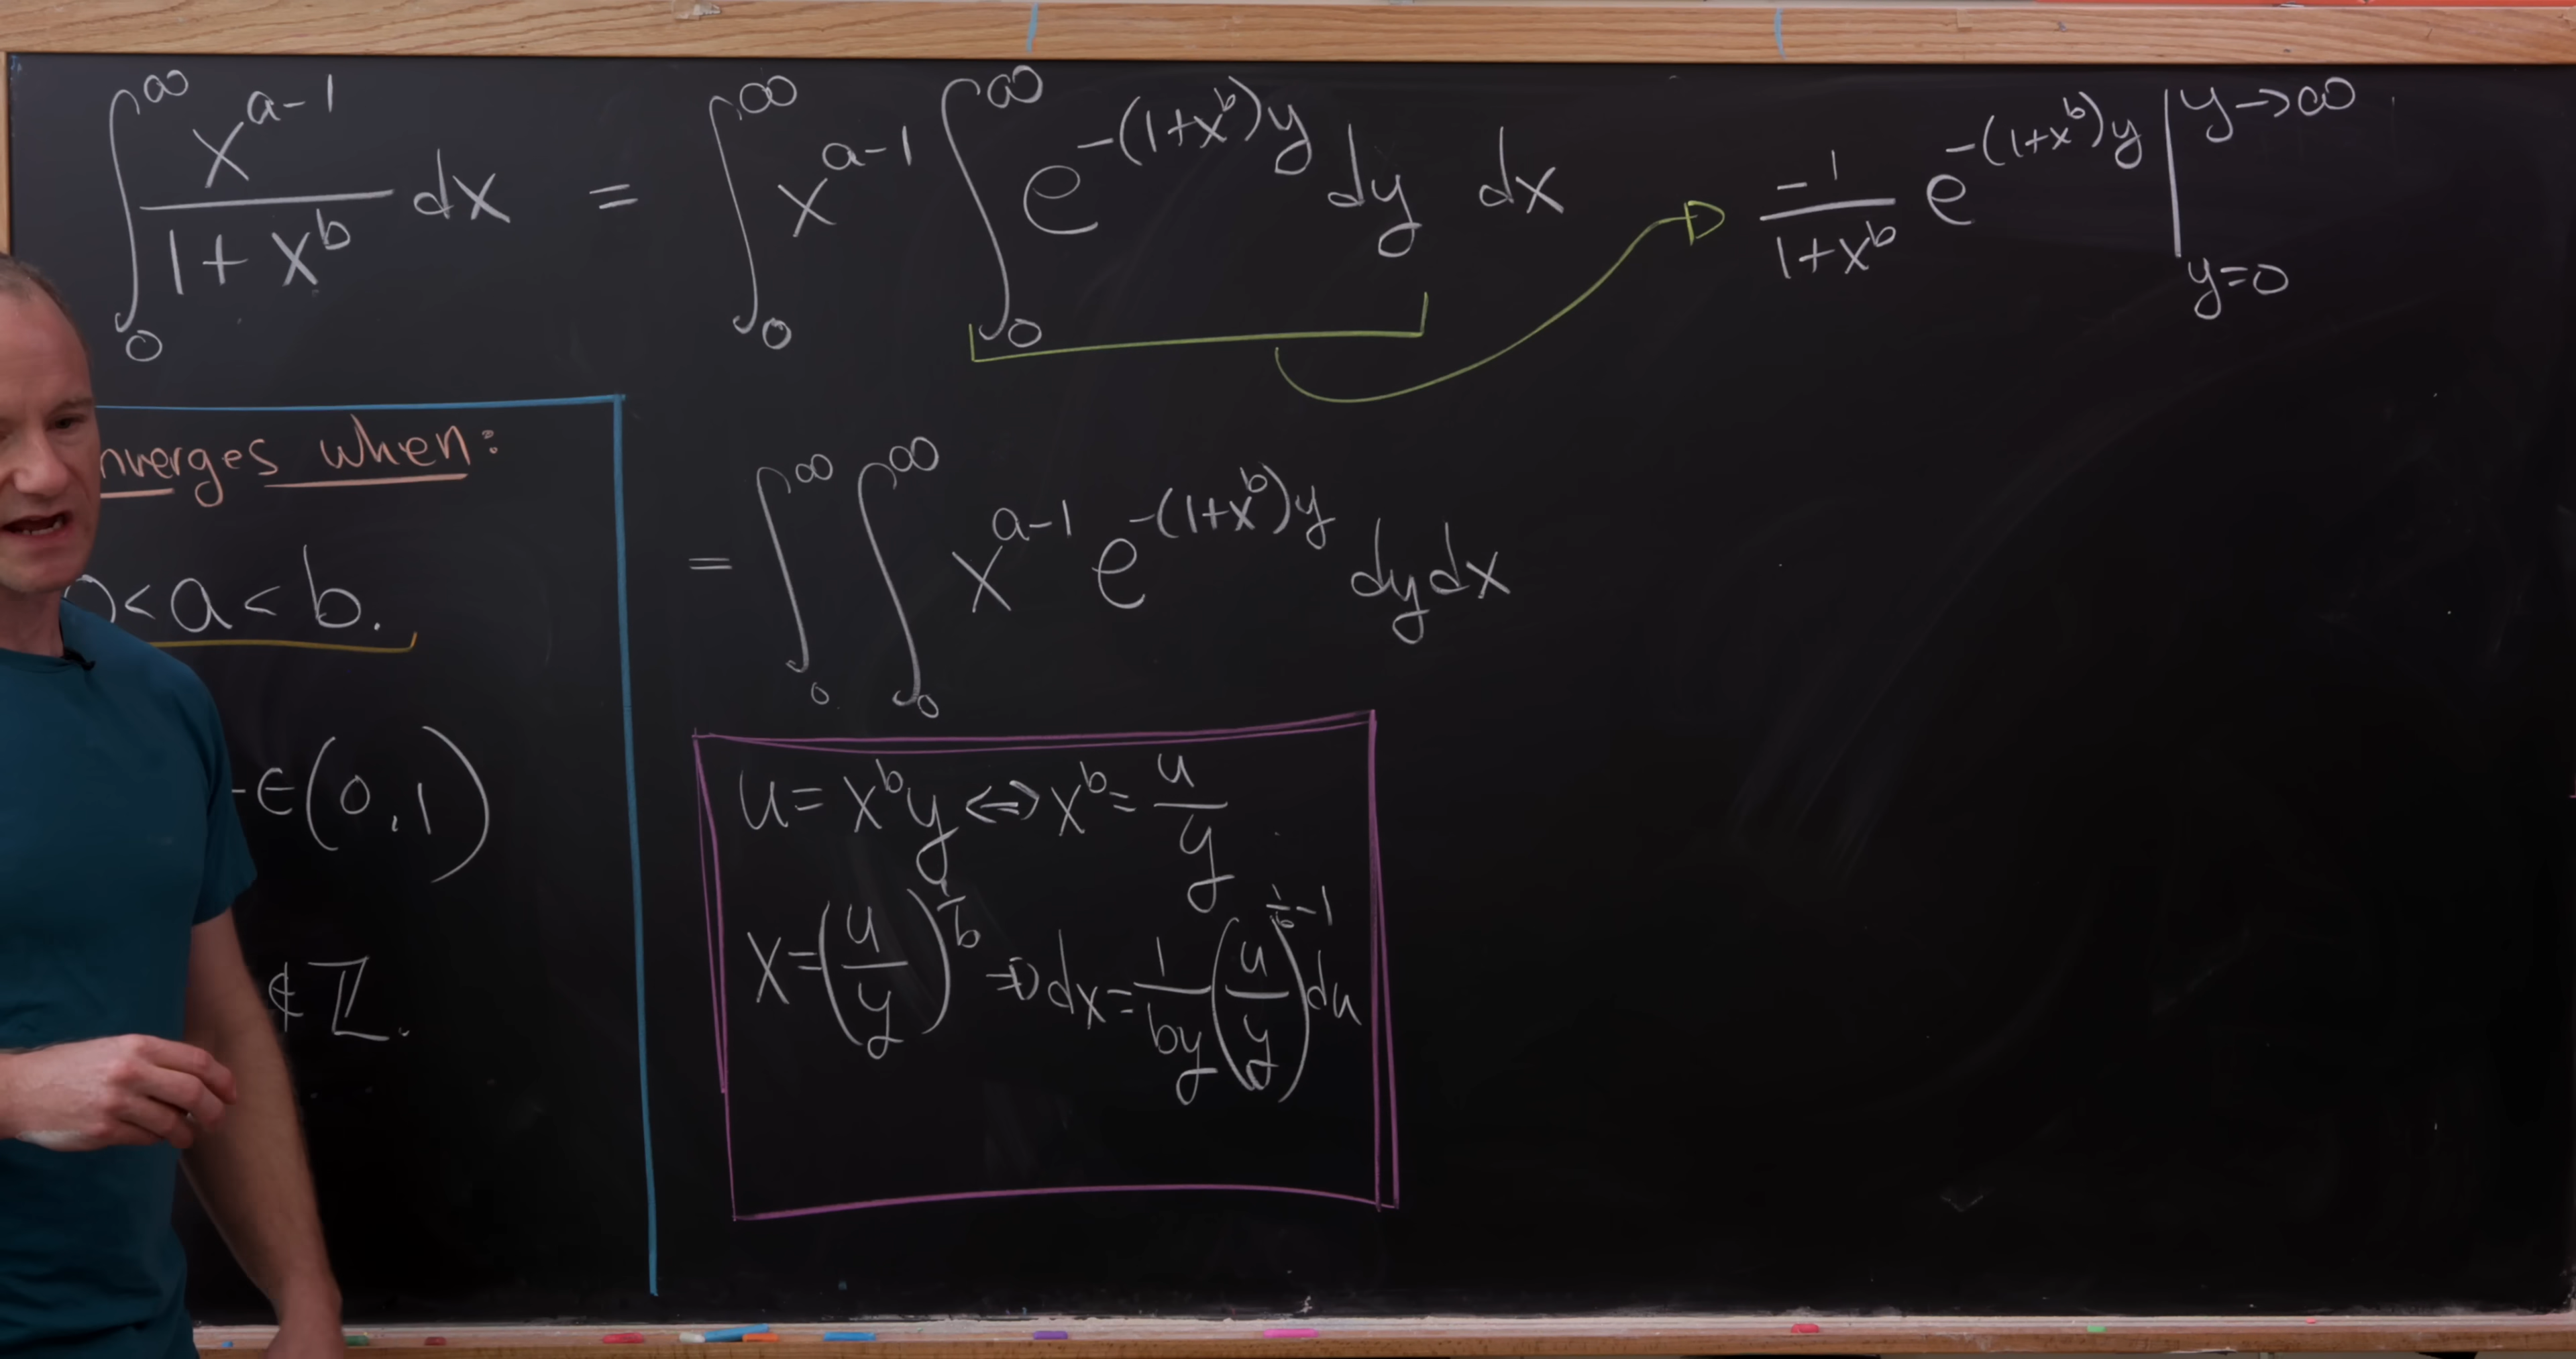 ∫₀^∞ x^(a-1)/(1+x^b) dx = ∫₀^∞ x^(a-1) ∫₀^∞ e^(-(1+x^b)y) dy dx
-1/(1+x^b) e^(-(1+x^b)y) |_(y=0)^(y→∞)
nverges when:
0<a<b.
∈(0,1)
∉ℤ.
= ∫₀^∞ ∫₀^∞ x^(a-1) e^(-(1+x^b)y) dy dx
u = x^b y ⇔ x^b = u/y
x = (u/y)^(1/b) ⇒ dx = 1/(by) (u/y)^(1/b-1) du